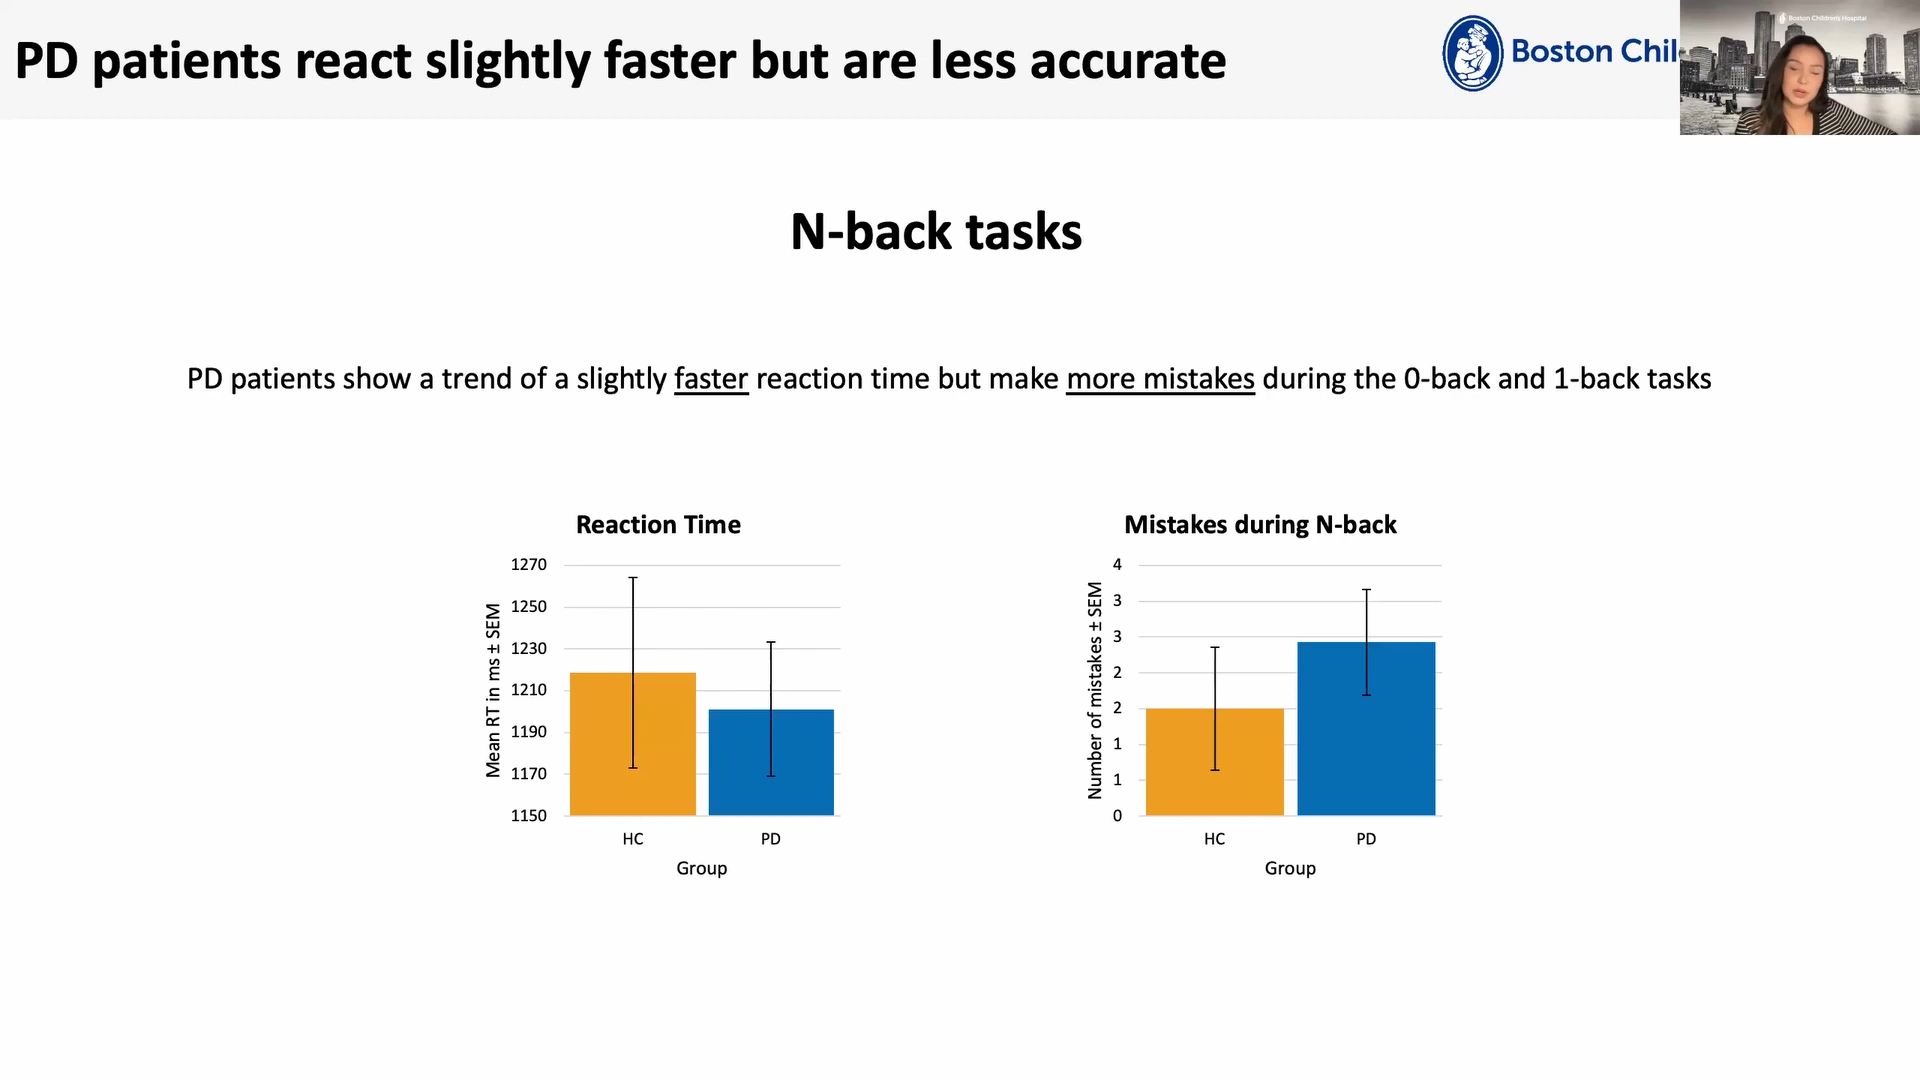 PD patients react slightly faster but are less accurate
Boston Chil
Boston Children's Hospital
N-back tasks
PD patients show a trend of a slightly faster reaction time but make more mistakes during the 0-back and 1-back tasks
Reaction Time
Mean RT in ms ± SEM
1270
1250
1230
1210
1190
1170
1150
HC
PD
Group
Mistakes during N-back
Number of mistakes ± SEM
4
3
3
2
2
1
1
0
HC
PD
Group